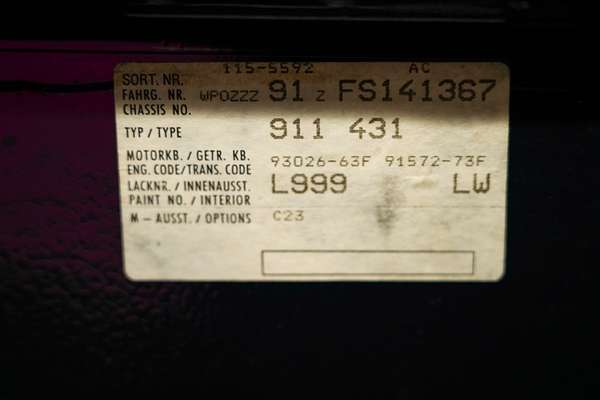 115-5592 AC
SORT. NR.
FAHRG. NR. WPOZZZ 91 Z FS141367
CHASSIS NO.
TYP / TYPE 911 431
MOTORKB. / GETR. KB. 93026-63F 91572-73F
ENG. CODE/TRANS. CODE
LACKNR. / INNENAUSST. L999 LW
PAINT NO. / INTERIOR
M – AUSST. / OPTIONS C23